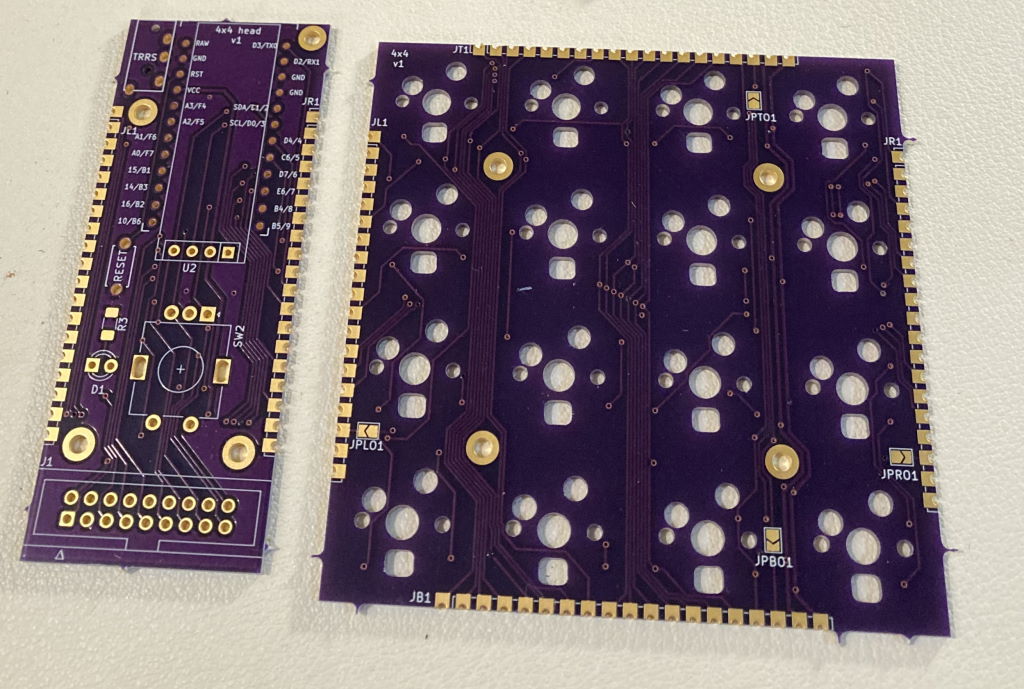 4x4 head
v1
TRRS
RAW
GND
RST
VCC
A3/F4
A2/F5
A1/F6
A0/F7
15/B1
14/B3
16/B2
10/B6
D3/TX0
D2/RX1
GND
GND
SDA/D1/2
SCL/D0/3
D4/4
C6/5
D7/6
E6/7
B4/8
B5/9
JL1
JR1
U2
RESET
R3
SW2
D1
J1
4x4
v1
JT1
JL1
JR1
JPT01
JPL01
JPR01
JPB01
JB1